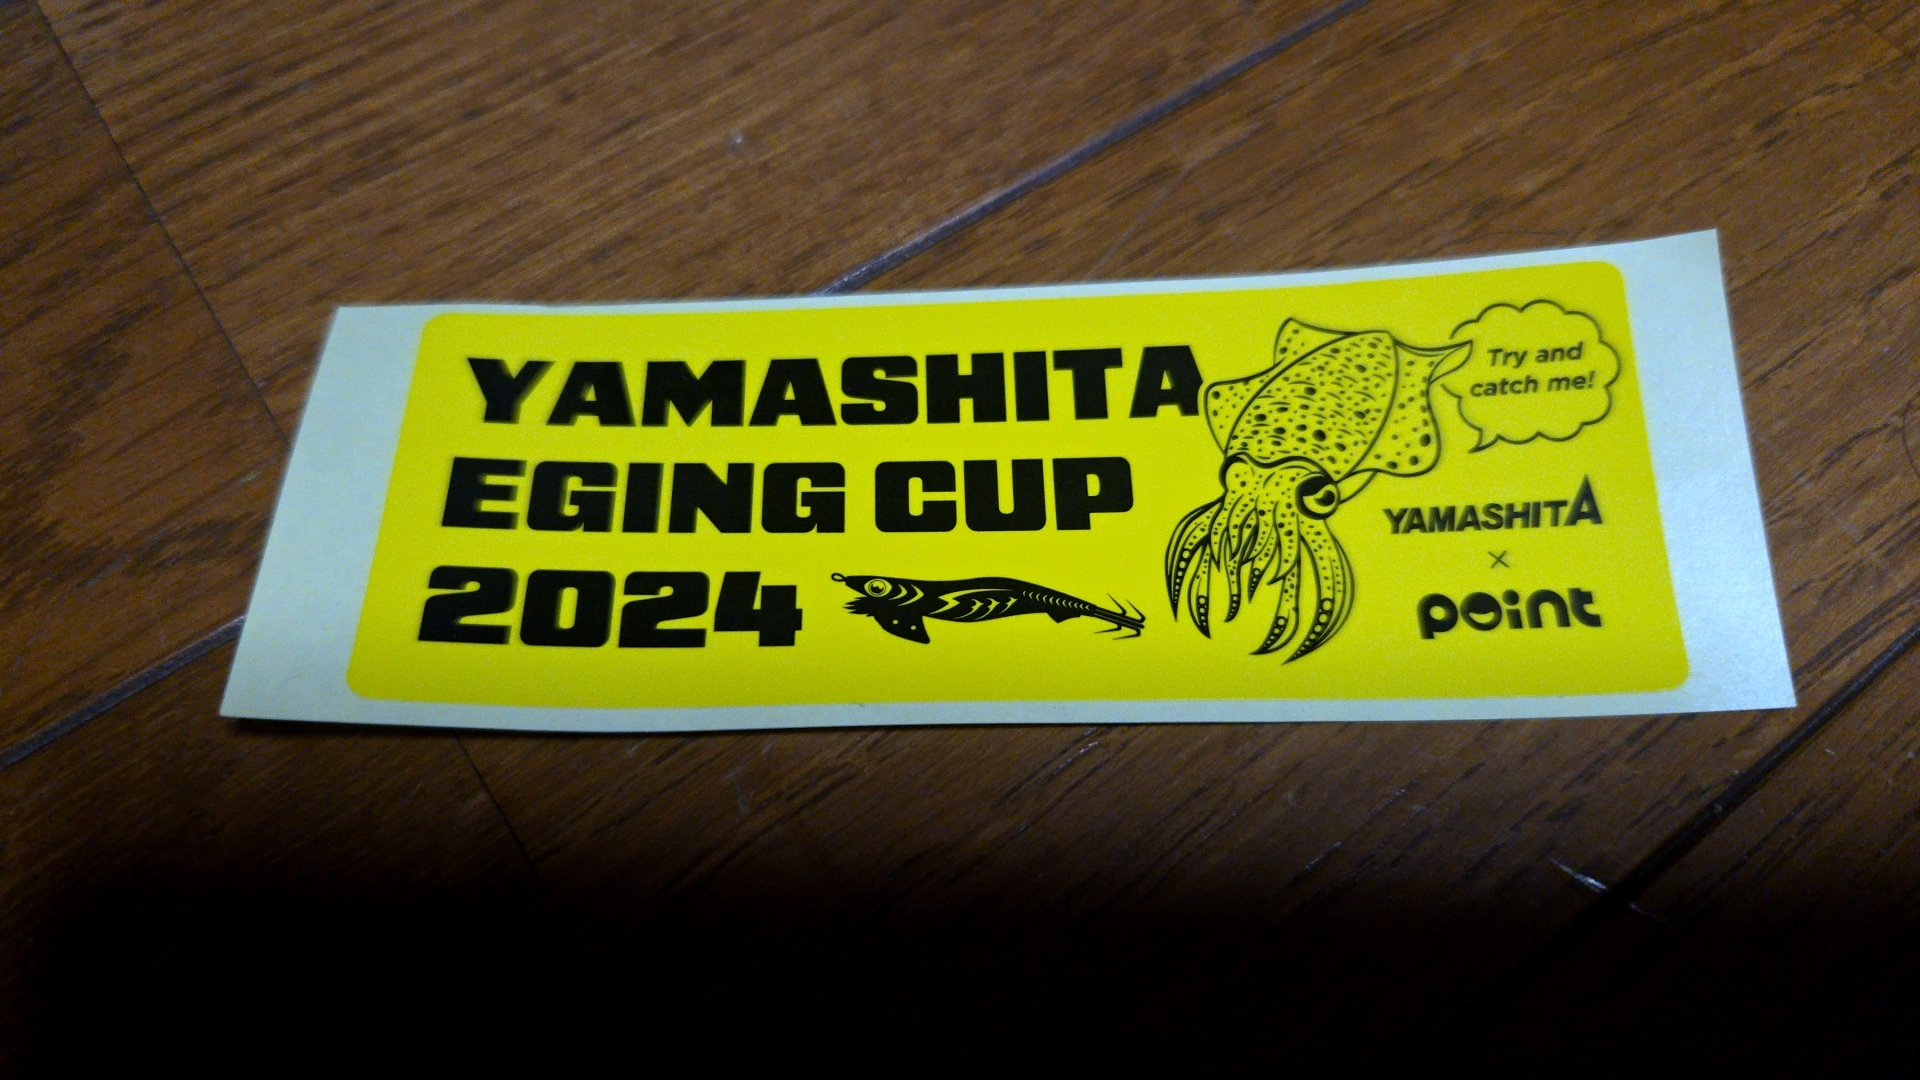 YAMASHITA
EGING CUP
2024
Try and
catch me!
YAMASHITA
×
point